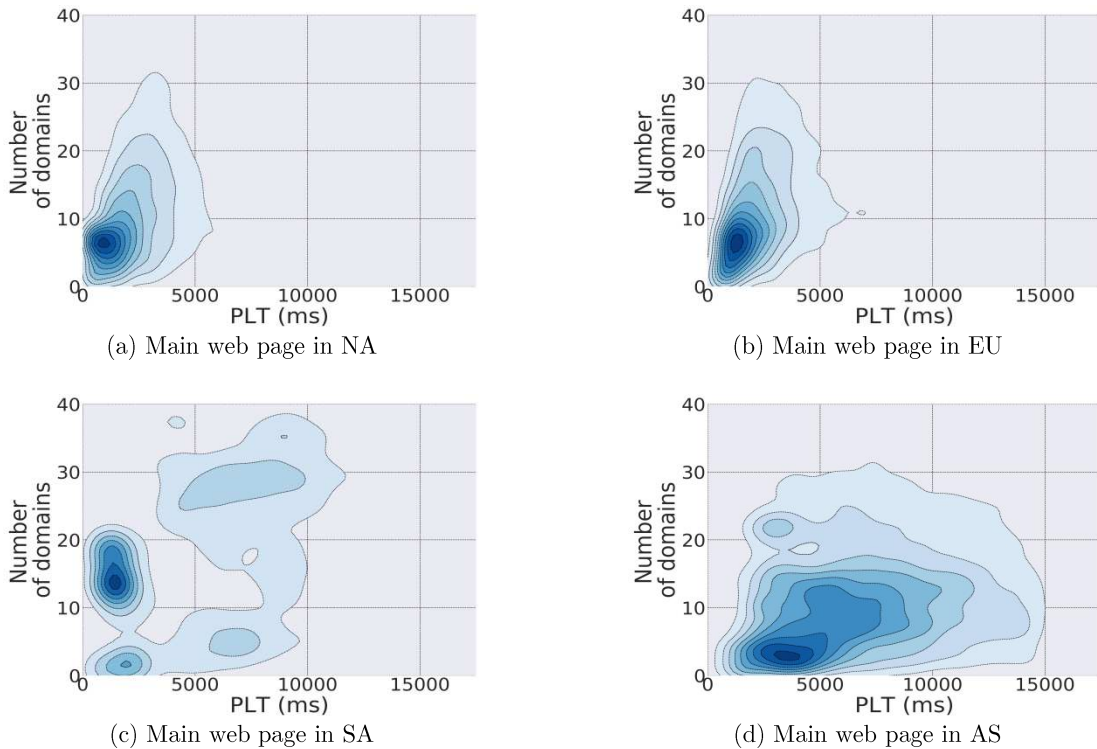 40
30
20
10
0
Number
of domains
0 5000 10000 15000
PLT (ms)
(a) Main web page in NA
40
30
20
10
0
Number
of domains
0 5000 10000 15000
PLT (ms)
(b) Main web page in EU
40
30
20
10
0
Number
of domains
0 5000 10000 15000
PLT (ms)
(c) Main web page in SA
40
30
20
10
0
Number
of domains
0 5000 10000 15000
PLT (ms)
(d) Main web page in AS